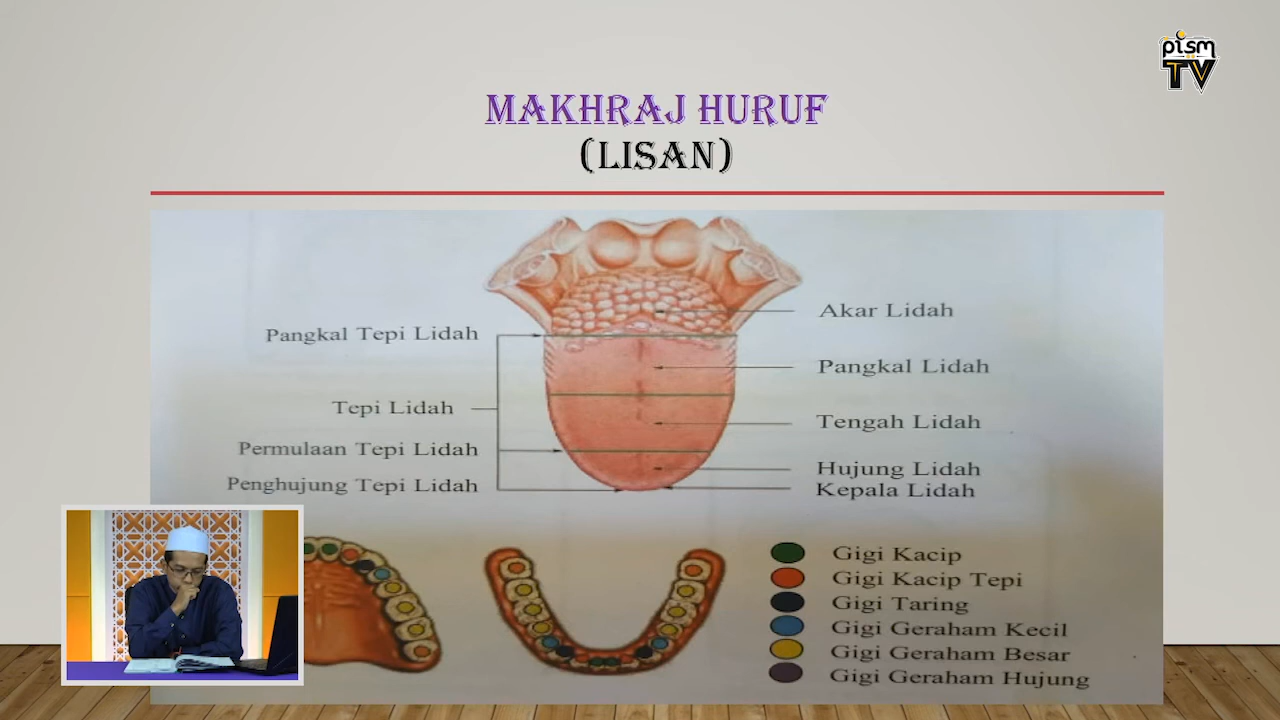 pism
TV
MAKHRAJ HURUF
(LISAN)
Akar Lidah
Pangkal Tepi Lidah
Pangkal Lidah
Tepi Lidah
Tengah Lidah
Permulaan Tepi Lidah
Hujung Lidah
Penghujung Tepi Lidah
Kepala Lidah
Gigi Kacip
Gigi Kacip Tepi
Gigi Taring
Gigi Geraham Kecil
Gigi Geraham Besar
Gigi Geraham Hujung